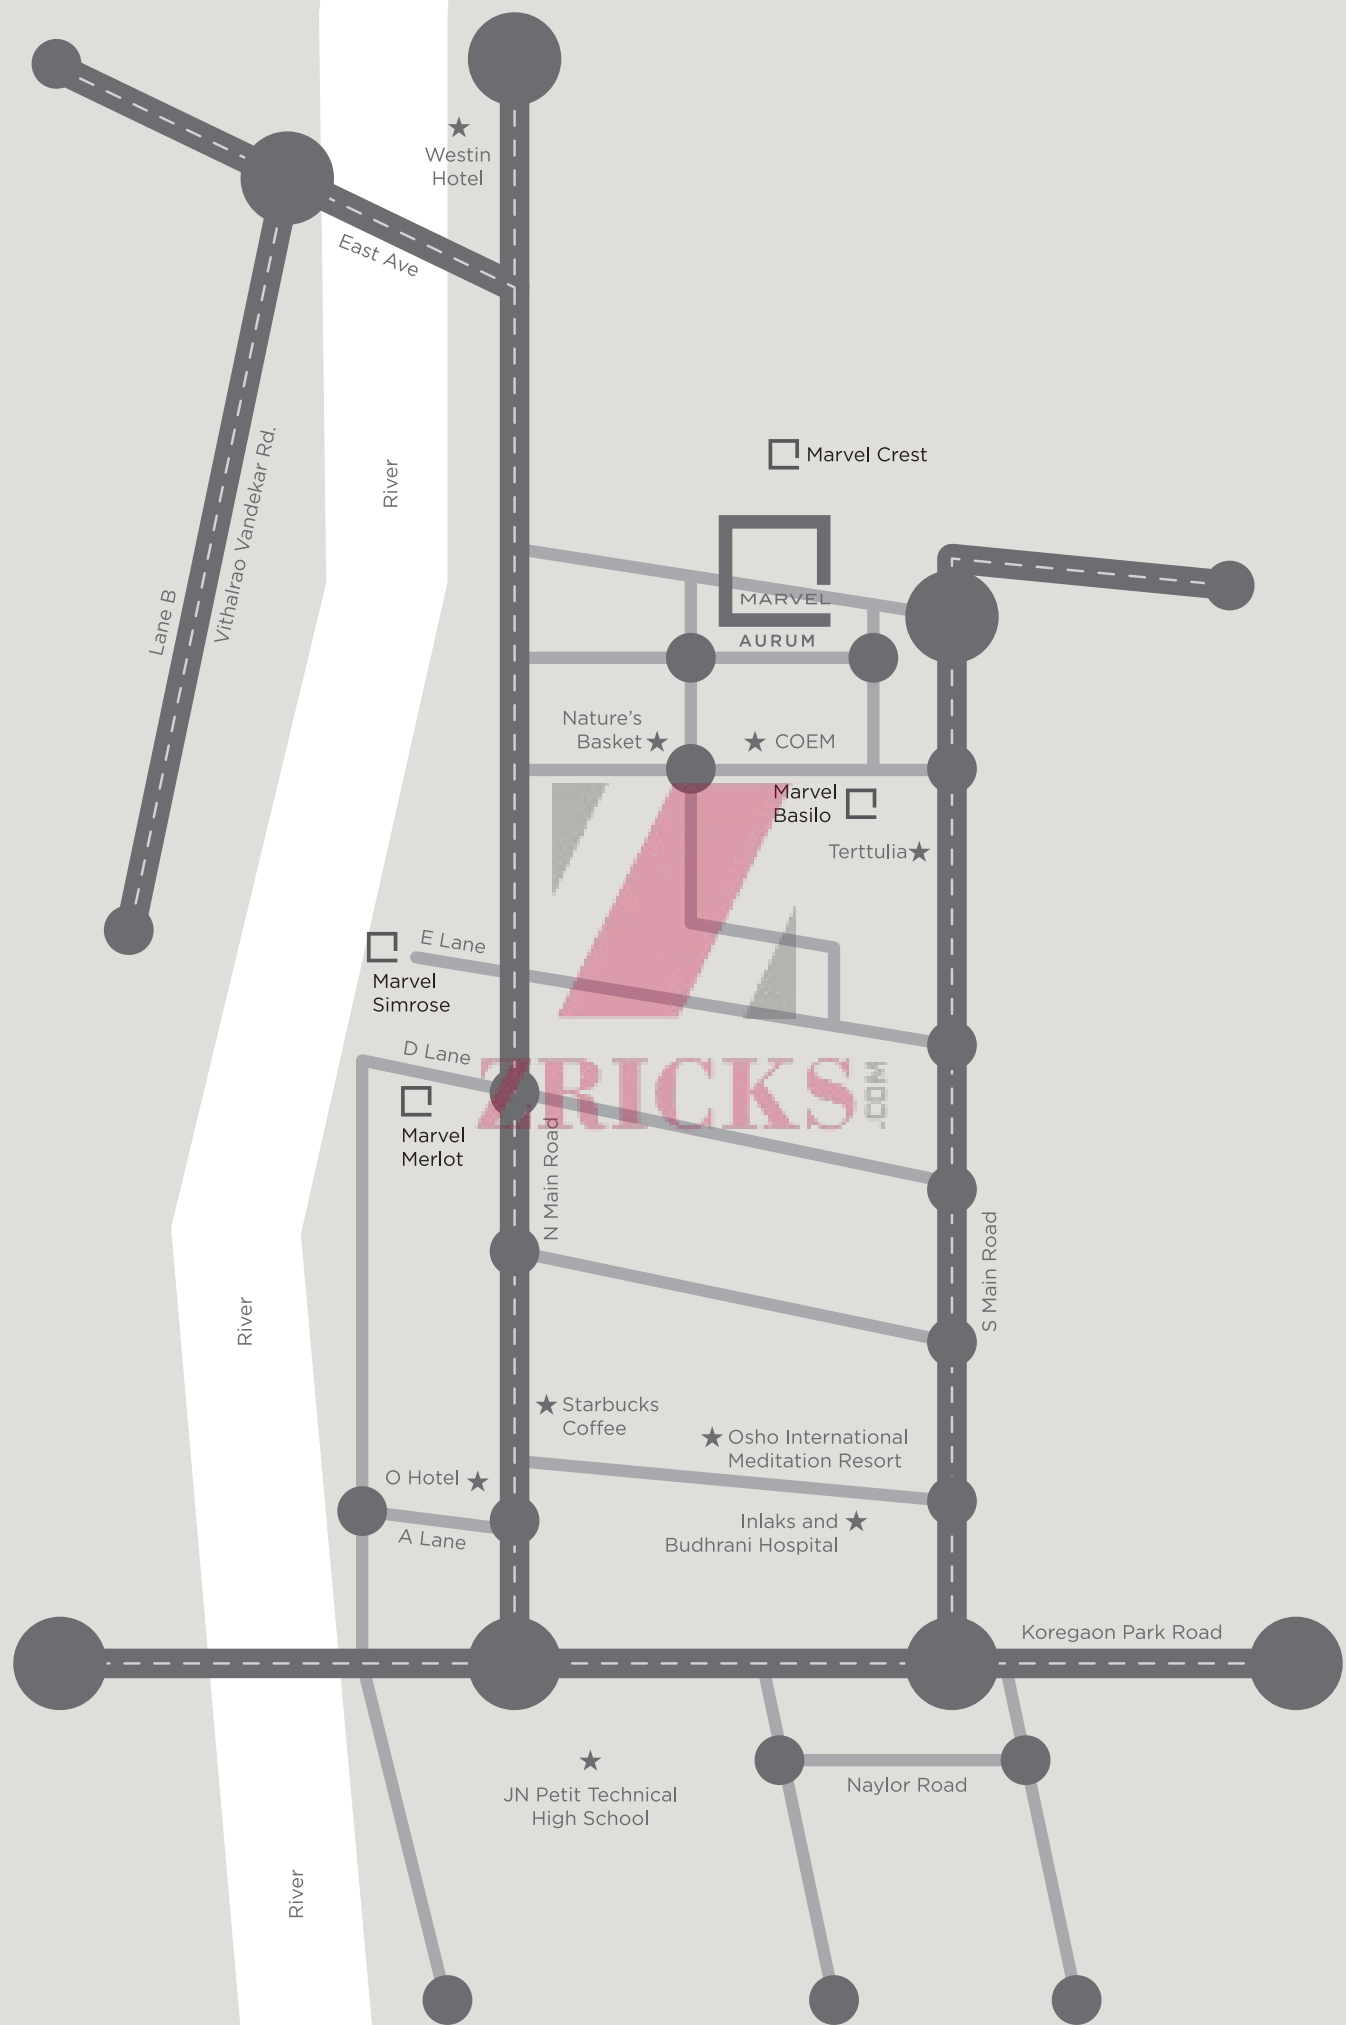 Westin
Hotel
East Ave
River
Marvel Crest
Lane B
Vithalrao Vandekar Rd.
MARVEL
AURUM
Nature's
Basket
COEM
Marvel
Basilo
Terttulia
E Lane
Marvel
Simrose
D Lane
ZRICKS
.COM
Marvel
Merlot
N Main Road
S Main Road
River
Starbucks
Coffee
Osho International
Meditation Resort
O Hotel
A Lane
Inlaks and
Budhrani Hospital
Koregaon Park Road
JN Petit Technical
High School
Naylor Road
River